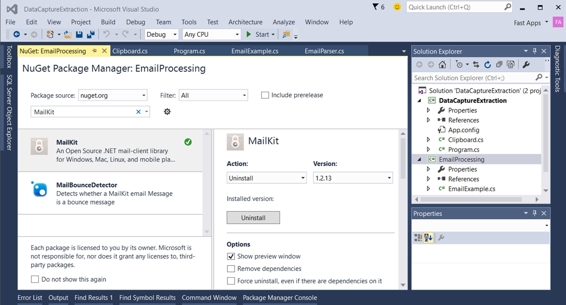 DataCaptureExtraction - Microsoft Visual Studio
6
Quick Launch (Ctrl+Q)
File Edit View Project Build Debug Team Tools Test Architecture Analyze Window Help
Fast Apps FA
Debug Any CPU Start
NuGet: EmailProcessing Clipboard.cs Program.cs EmailExample.cs EmailParser.cs
Toolbox
SQL Server Object Explorer
NuGet Package Manager: EmailProcessing
Package source: nuget.org Filter: All Include prerelease
MailKit
MailKit
An Open Source .NET mail-client library
for Windows, Mac, Linux, and mobile pla...
MailBounceDetector
Detects whether a MailKit email Message
is a bounce message
Each package is licensed to you by its owner. Microsoft is
not responsible for, nor does it grant any licenses to, third-
party packages.
Do not show this again
MailKit
Action: Version:
Uninstall 1.2.13
Installed version:
Uninstall
Options
Show preview window
Remove dependencies
Force uninstall, even if there are dependencies on it
Solution Explorer
Search Solution Explorer (Ctrl+;)
Solution 'DataCaptureExtraction' (2 proj
DataCaptureExtraction
Properties
References
App.config
Clipboard.cs
Program.cs
EmailProcessing
Properties
References
EmailExample.cs
Properties
Diagnostic Tools
Error List Output Find Results 1 Find Symbol Results Command Window Package Manager Console